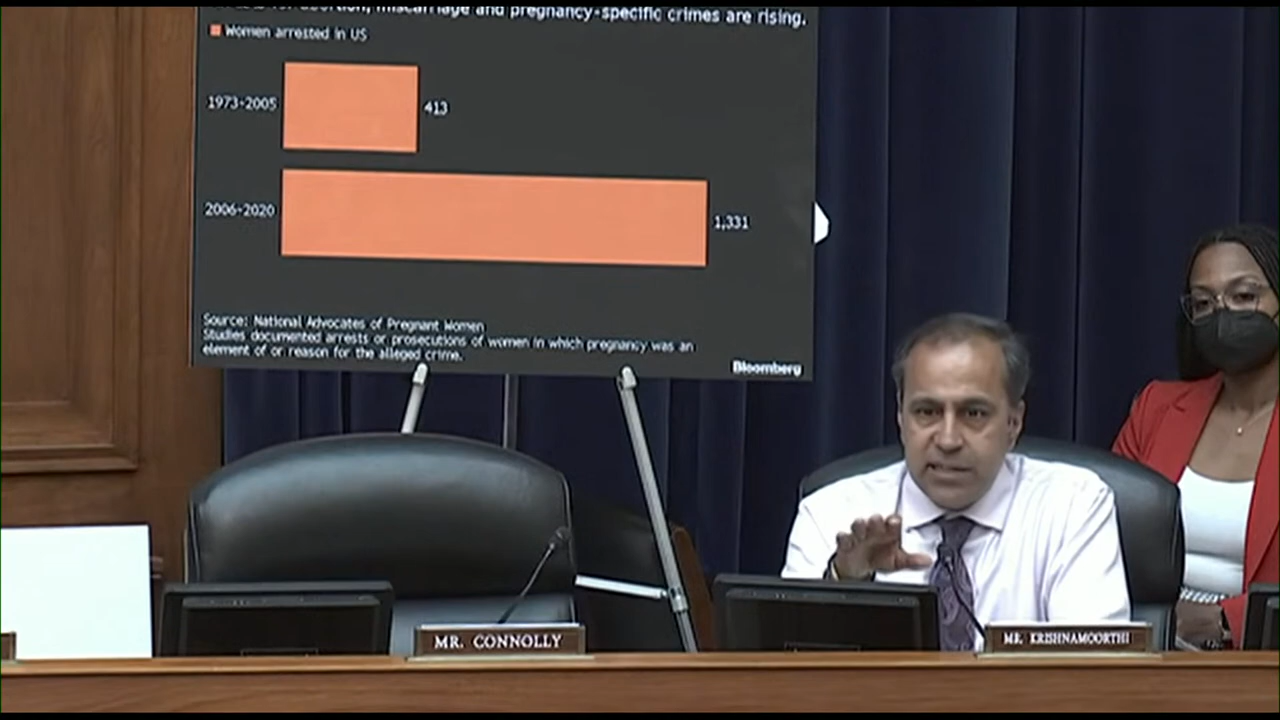 abortion, miscarriage and pregnancy-specific crimes are rising.
Women arrested in US
1973-2005 413
2006-2020 1,331
Source: National Advocates of Pregnant Women
Studies documented arrests or prosecutions of women in which pregnancy was an
element of or reason for the alleged crime.
Bloomberg
MR. CONNOLLY
MR. KRISHNAMOORTHI